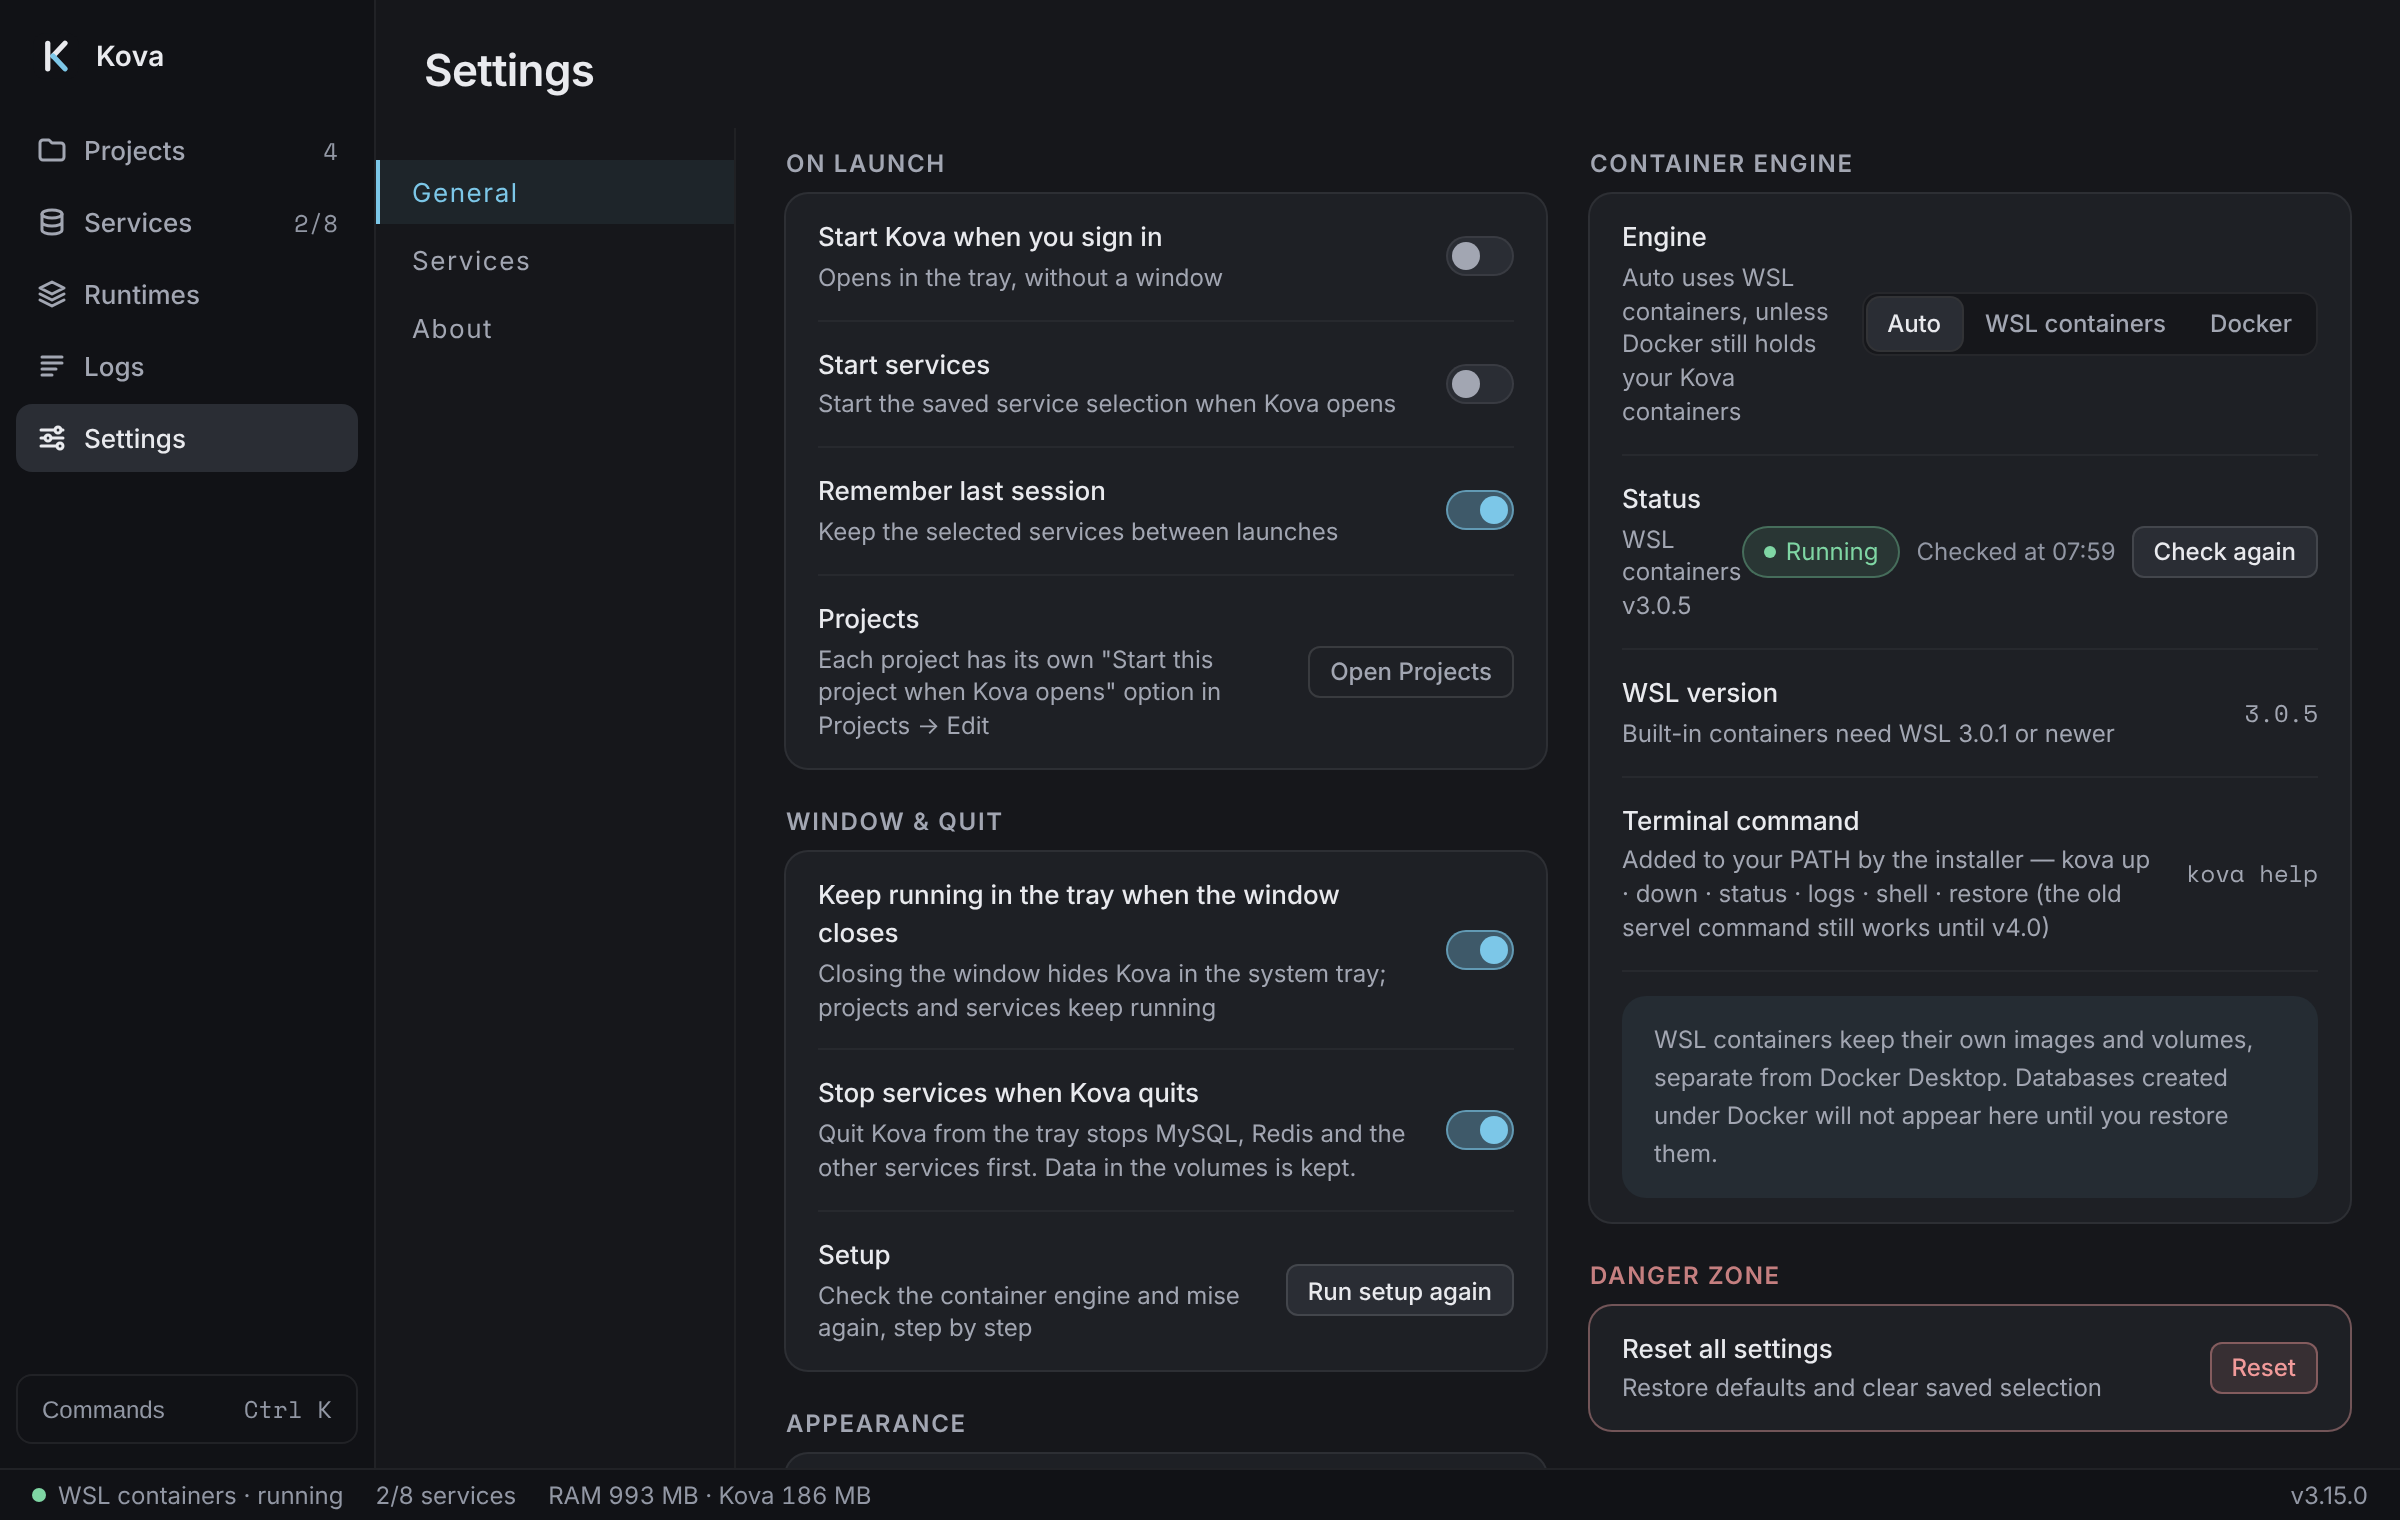 Kova
Projects 4
Services 2/8
Runtimes
Logs
Settings
Commands Ctrl K
Settings
General
Services
About
ON LAUNCH
Start Kova when you sign in
Opens in the tray, without a window
Start services
Start the saved service selection when Kova opens
Remember last session
Keep the selected services between launches
Projects
Each project has its own "Start this
project when Kova opens" option in
Projects → Edit
Open Projects
WINDOW & QUIT
Keep running in the tray when the window
closes
Closing the window hides Kova in the system tray;
projects and services keep running
Stop services when Kova quits
Quit Kova from the tray stops MySQL, Redis and the
other services first. Data in the volumes is kept.
Setup
Check the container engine and mise
again, step by step
Run setup again
APPEARANCE
CONTAINER ENGINE
Engine
Auto uses WSL
containers, unless
Docker still holds
your Kova
containers
Auto WSL containers Docker
Status
WSL
containers
v3.0.5
Running Checked at 07:59 Check again
WSL version
Built-in containers need WSL 3.0.1 or newer
3.0.5
Terminal command
Added to your PATH by the installer — kova up
· down · status · logs · shell · restore (the old
servel command still works until v4.0)
kova help
WSL containers keep their own images and volumes,
separate from Docker Desktop. Databases created
under Docker will not appear here until you restore
them.
DANGER ZONE
Reset all settings
Restore defaults and clear saved selection
Reset
WSL containers · running 2/8 services RAM 993 MB · Kova 186 MB v3.15.0